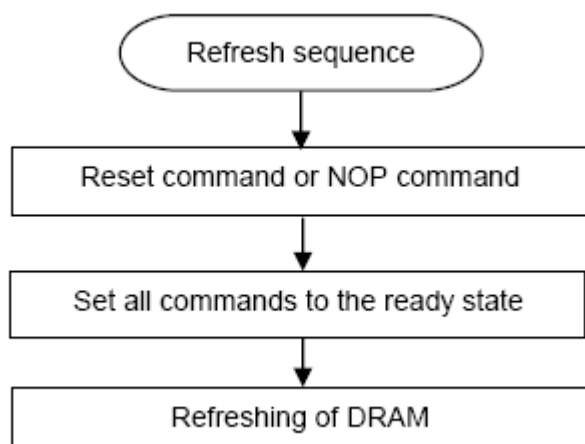 Refresh sequence
Reset command or NOP command
Set all commands to the ready state
Refreshing of DRAM